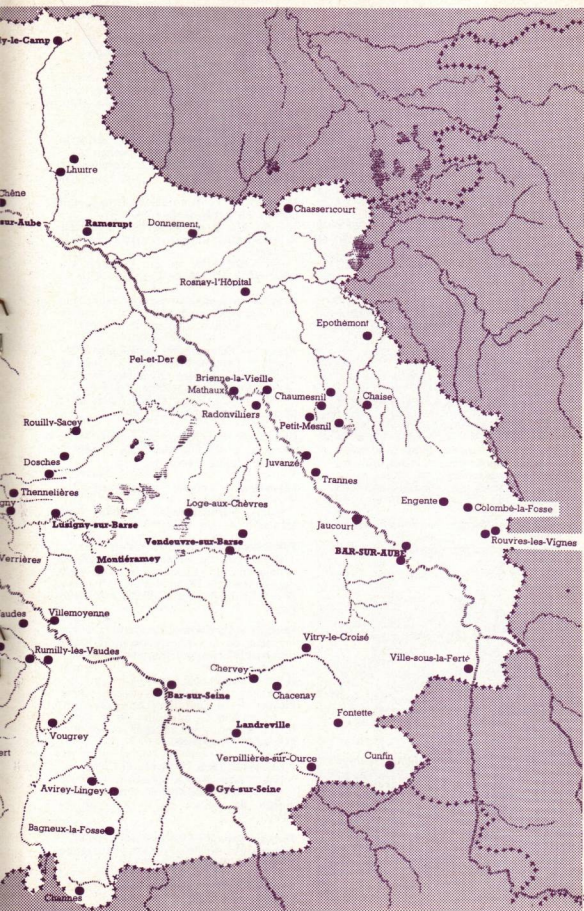 ly-le-Camp
Lhuitre
Chêne
Chassericourt
sur-Aube
Ramerupt
Donnement
Rosnay-l'Hôpital
Epothémont
Pel-et-Der
Brienne-la-Vieille
Mathaux
Chaumesnil
Chaise
Radonvilliers
Petit-Mesnil
Rouilly-Sacey
Juvanzé
Dosches
Trannes
Thennelières
Engente
Colombé-la-Fosse
gny
Lusigny-sur-Barse
Loge-aux-Chèvres
Jaucourt
Rouvres-les-Vignes
Vendeuvre-sur-Barse
BAR-SUR-AUBE
Verrières
Montiéramey
audes
Villemoyenne
Vitry-le-Croisé
Rumilly-lès-Vaudes
Ville-sous-la-Ferté
Chervey
Chacenay
Bar-sur-Seine
Fontette
Landreville
Vougrey
ert
Verpillières-sur-Ource
Cunfin
Avirey-Lingey
Gyé-sur-Seine
Bagneux-la-Fosse
Channes